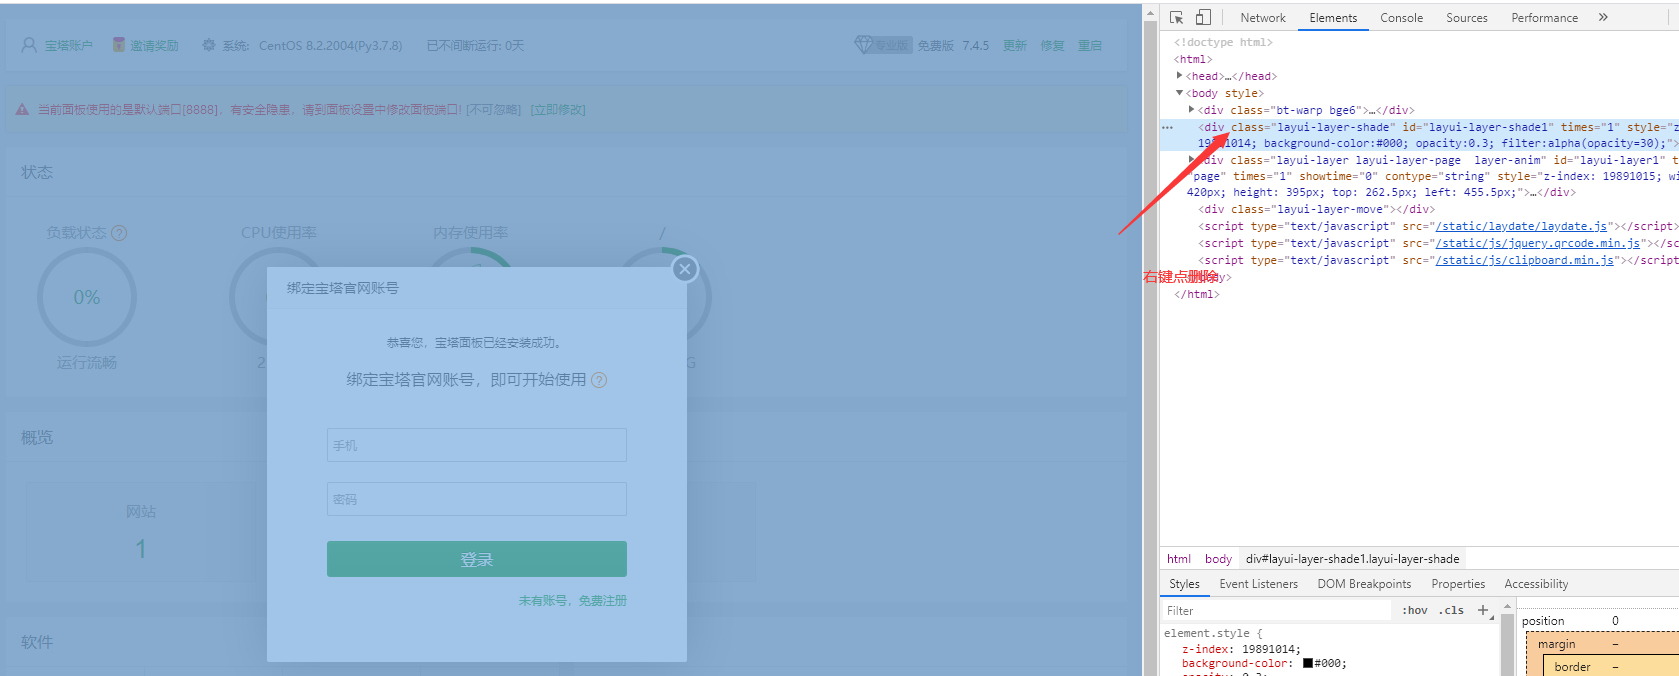 宝塔账户 邀请奖励 系统: CentOS 8.2.2004(Py3.7.8) 已不间断运行: 0天 专业版 免费版 7.4.5 更新 修复 重启
当前面板使用的是默认端口[8888]，有安全隐患，请到面板设置中修改面板端口! [不可忽略] [立即修改]
状态
负载状态 ? CPU使用率 内存使用率 /
0%
运行流畅 2 G
绑定宝塔官网账号
恭喜您，宝塔面板已经安装成功。
绑定宝塔官网账号，即可开始使用 ?
手机
密码
登录
未有账号，免费注册
概览
网站
1
软件
Network Elements Console Sources Performance »
<!doctype html>
<html>
<head>…</head>
<body style>
<div class="bt-warp bge6">…</div>
<div class="layui-layer-shade" id="layui-layer-shade1" times="1" style="z
19891014; background-color:#000; opacity:0.3; filter:alpha(opacity=30);">
<div class="layui-layer layui-layer-page  layer-anim" id="layui-layer1" t
"page" times="1" showtime="0" contype="string" style="z-index: 19891015; wi
420px; height: 395px; top: 262.5px; left: 455.5px;">…</div>
<div class="layui-layer-move"></div>
<script type="text/javascript" src="/static/laydate/laydate.js"></script>
<script type="text/javascript" src="/static/js/jquery.qrcode.min.js"></sc
<script type="text/javascript" src="/static/js/clipboard.min.js"></script
右键点删除
</body>
</html>
html body div#layui-layer-shade1.layui-layer-shade
Styles Event Listeners DOM Breakpoints Properties Accessibility
Filter :hov .cls +
element.style {
z-index: 19891014;
background-color: #000;
opacity: 0.3;
position 0
margin –
border –